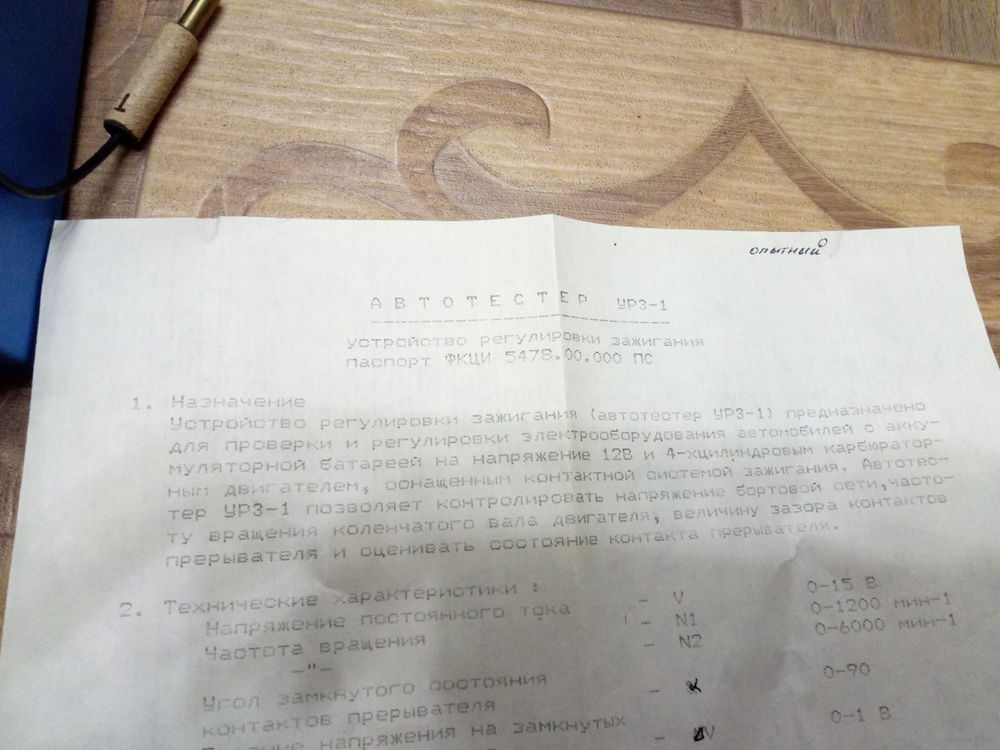 1
опытный
АВТОТЕСТЕР УРЗ-1
устройство регулировки зажигания
паспорт ФКЦИ 5478.00.000 ПС
1. Назначение
Устройство регулировки зажигания (автотестер УРЗ-1) предназначено
для проверки и регулировки электрооборудования автомобилей с акку-
муляторной батареей на напряжение 12В и 4-хцилиндровым карбюратор-
ным двигателем, оснащенным контактной системой зажигания. Автотес-
тер УРЗ-1 позволяет контролировать напряжение бортовой сети,часто-
ту вращения коленчатого вала двигателя, величину зазора контактов
прерывателя и оценивать состояние контакта прерывателя.
2. Технические характеристики :
Напряжение постоянного тока - V 0-15 В
Частота вращения - N1 0-1200 мин-1
-"- - N2 0-6000 мин-1
Угол замкнутого состояния
контактов прерывателя - 0-90
напряжения на замкнутых - V 0-1 В